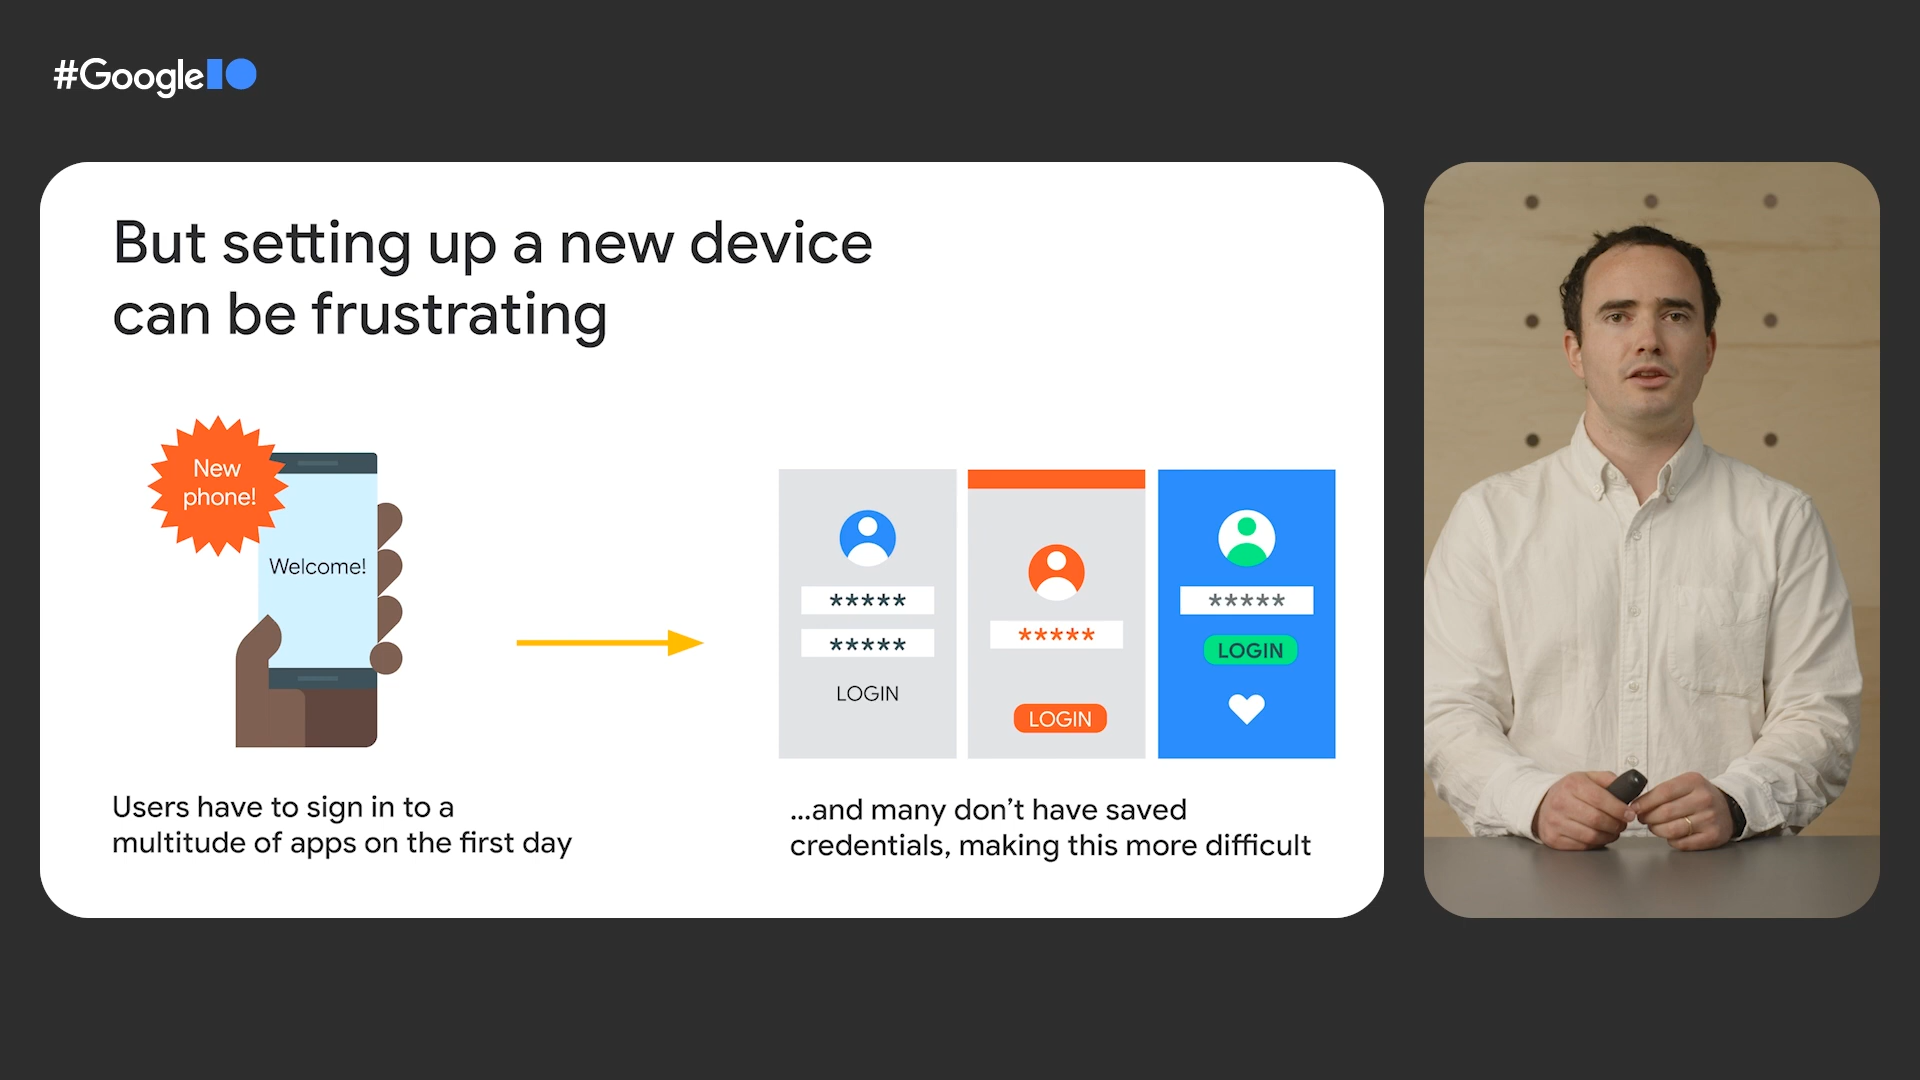 #GoogleIO
But setting up a new device
can be frustrating
New
phone!
Welcome!
Users have to sign in to a
multitude of apps on the first day
*****
*****
LOGIN
*****
LOGIN
*****
LOGIN
...and many don’t have saved
credentials, making this more difficult